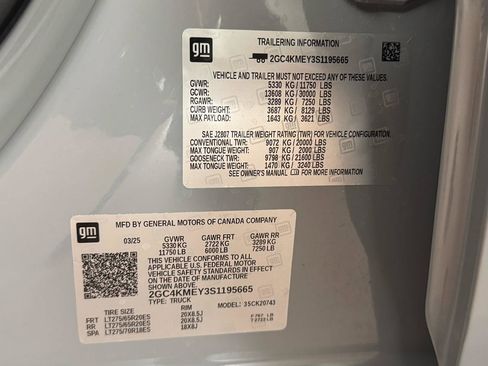 gm
TRAILERING INFORMATION
2GC4KMEY3S1195665
VEHICLE AND TRAILER MUST NOT EXCEED ANY OF THESE VALUES.
GVWR: 5330 KG / 11750 LBS
GCWR: 13608 KG / 30000 LBS
RGAWR: 3289 KG / 7250 LBS
CURB WEIGHT: 3687 KG / 8129 LBS
MAX PAYLOAD: 1643 KG / 3621 LBS
SAE J2807 TRAILER WEIGHT RATING (TWR) FOR VEHICLE CONFIGURATION.
CONVENTIONAL TWR: 9072 KG / 20000 LBS
MAX TONGUE WEIGHT: 907 KG / 2000 LBS
GOOSENECK TWR: 9798 KG / 21600 LBS
MAX TONGUE WEIGHT: 1470 KG / 3240 LBS
SEE OWNER'S MANUAL FOR MORE INFORMATION
gm
MFD BY GENERAL MOTORS OF CANADA COMPANY
03/25 GVWR GAWR FRT GAWR RR
5330 KG 2722 KG 3289 KG
11750 LB 6000 LB 7250 LB
THIS VEHICLE CONFORMS TO ALL
APPLICABLE U.S. FEDERAL MOTOR
VEHICLE SAFETY STANDARDS IN
EFFECT ON THE DATE OF MANUFACTURE
SHOWN ABOVE.
2GC4KMEY3S1195665
TYPE: TRUCK MODEL: 3SCK20743
TIRE SIZE RIM
FRT LT275/65R20ES 20X8.5J
RR LT275/65R20ES 20X8.5J
SPA LT275/70R18ES 18X8J